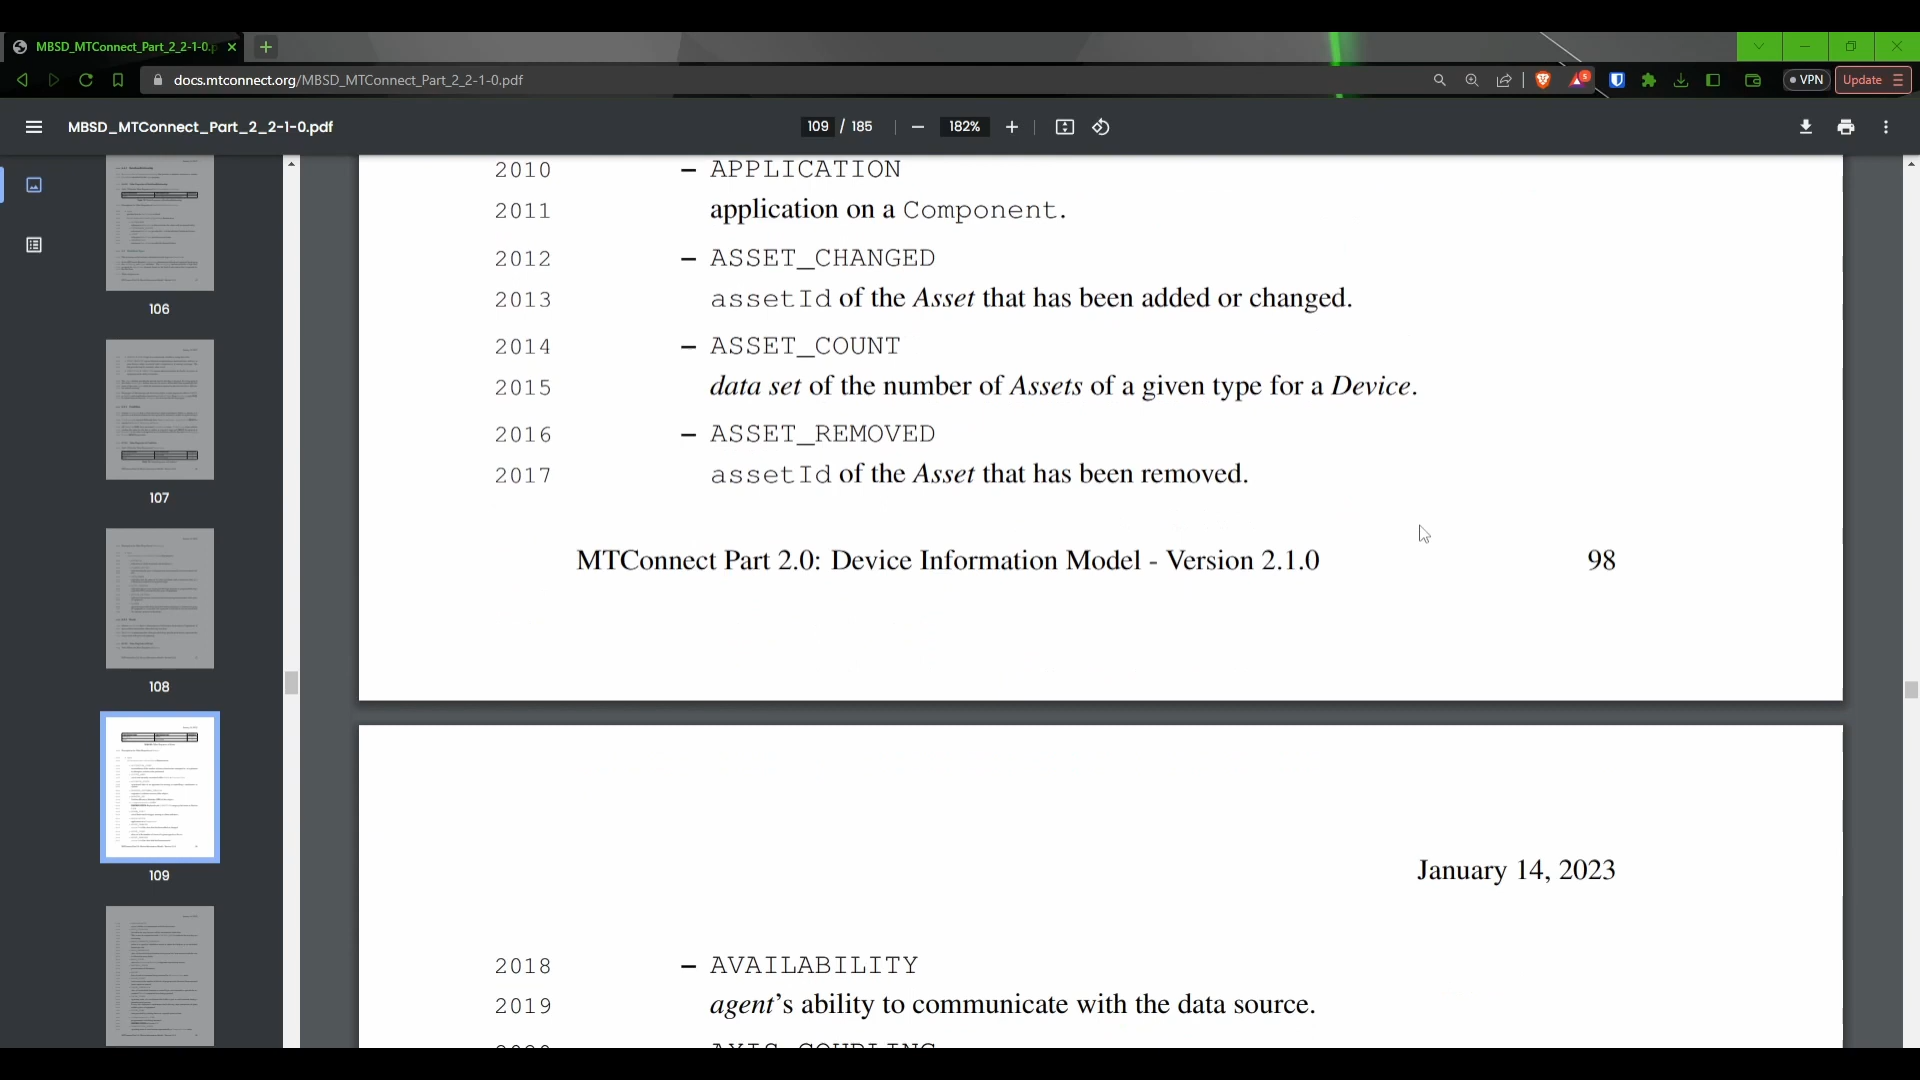 MBSD_MTConnect_Part_2_2-1-0.p
docs.mtconnect.org/MBSD_MTConnect_Part_2_2-1-0.pdf
5
VPN
Update
MBSD_MTConnect_Part_2_2-1-0.pdf
109 / 185
182%
106
107
108
109
2010 – APPLICATION
2011 application on a Component.
2012 – ASSET_CHANGED
2013 assetId of the Asset that has been added or changed.
2014 – ASSET_COUNT
2015 data set of the number of Assets of a given type for a Device.
2016 – ASSET_REMOVED
2017 assetId of the Asset that has been removed.
MTConnect Part 2.0: Device Information Model - Version 2.1.0 98
January 14, 2023
2018 – AVAILABILITY
2019 agent's ability to communicate with the data source.
2020 AXIS_COUPLING